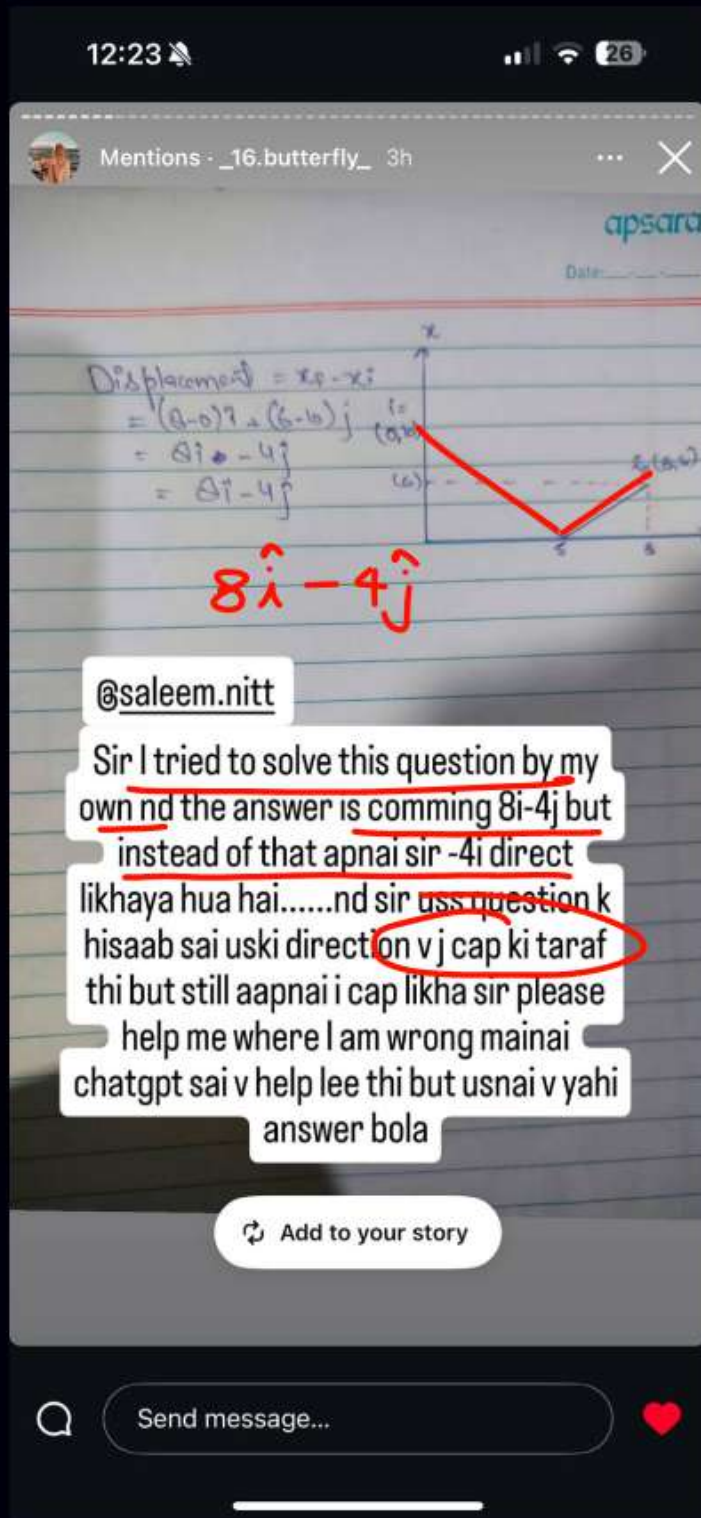 12:23
26
Mentions · _16.butterfly_ 3h
apsara
Date:
Displacement = xf - xi
= (8-0)i + (6-10)j
= 8i - 4j
= 8i - 4j
x
i=
(0,10)
(6)
5
8
8î - 4ĵ
@saleem.nitt
Sir I tried to solve this question by my
own nd the answer is comming 8i-4j but
instead of that apnai sir -4i direct
likhaya hua hai......nd sir uss question k
hisaab sai uski direction v j cap ki taraf
thi but still aapnai i cap likha sir please
help me where I am wrong mainai
chatgpt sai v help lee thi but usnai v yahi
answer bola
Add to your story
Send message...